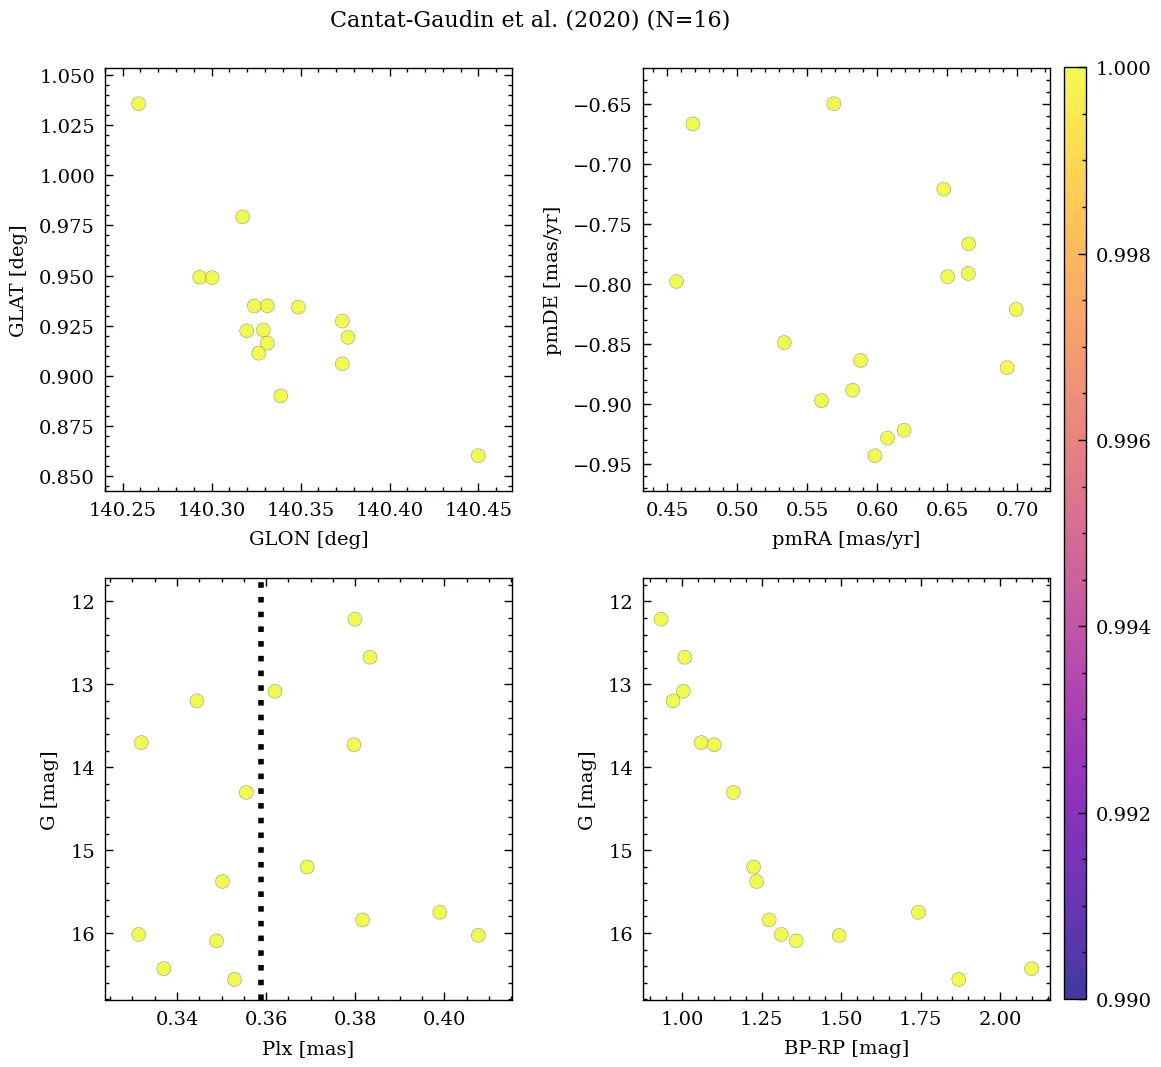 Cantat-Gaudin et al. (2020) (N=16)
1.050
1.025
1.000
0.975
0.950
0.925
0.900
0.875
0.850
GLAT [deg]
140.25 140.30 140.35 140.40 140.45
GLON [deg]
−0.65
−0.70
−0.75
−0.80
−0.85
−0.90
−0.95
pmDE [mas/yr]
0.45 0.50 0.55 0.60 0.65 0.70
pmRA [mas/yr]
12
13
14
15
16
G [mag]
0.34 0.36 0.38 0.40
Plx [mas]
12
13
14
15
16
G [mag]
1.00 1.25 1.50 1.75 2.00
BP-RP [mag]
1.000
0.998
0.996
0.994
0.992
0.990